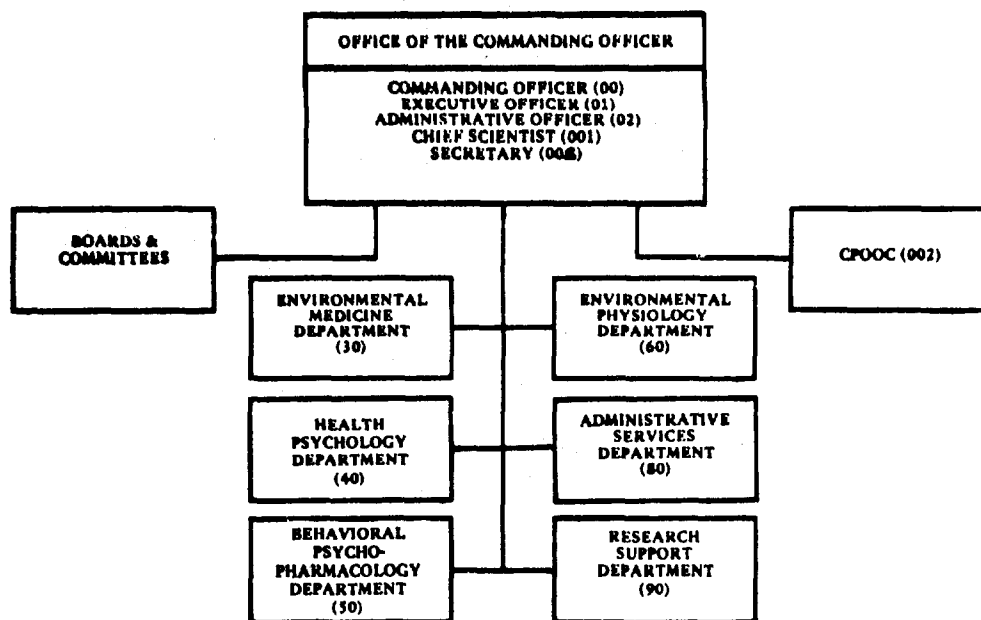 OFFICE OF THE COMMANDING OFFICER
COMMANDING OFFICER (00)
EXECUTIVE OFFICER (01)
ADMINISTRATIVE OFFICER (02)
CHIEF SCIENTIST (001)
SECRETARY
BOARDS &
COMMITTEES
CPOOC (002)
ENVIRONMENTAL
MEDICINE
DEPARTMENT
(30)
ENVIRONMENTAL
PHYSIOLOGY
DEPARTMENT
(60)
HEALTH
PSYCHOLOGY
DEPARTMENT
(40)
ADMINISTRATIVE
SERVICES
DEPARTMENT
(80)
BEHAVIORAL
PSYCHO-
PHARMACOLOGY
DEPARTMENT
(50)
RESEARCH
SUPPORT
DEPARTMENT
(90)